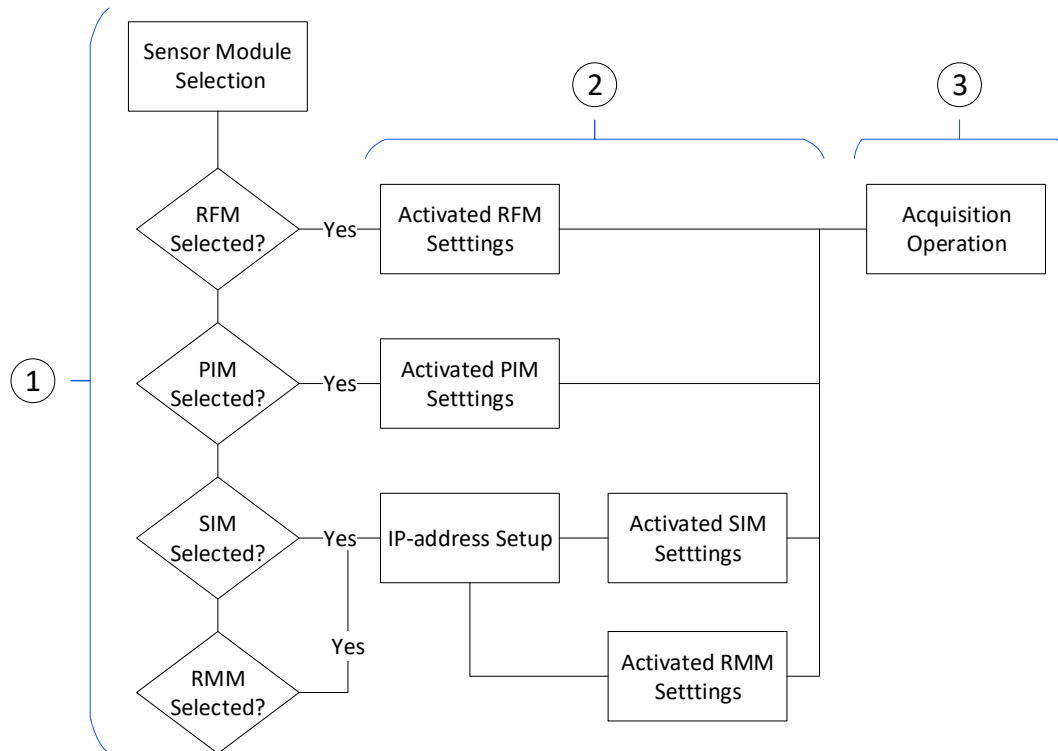 Sensor Module
Selection
2
3
RFM
Selected?
Yes
Activated RFM
Setttings
Acquisition
Operation
1
PIM
Selected?
Yes
Activated PIM
Setttings
SIM
Selected?
Yes
IP-address Setup
Activated SIM
Setttings
Yes
RMM
Selected?
Activated RMM
Setttings